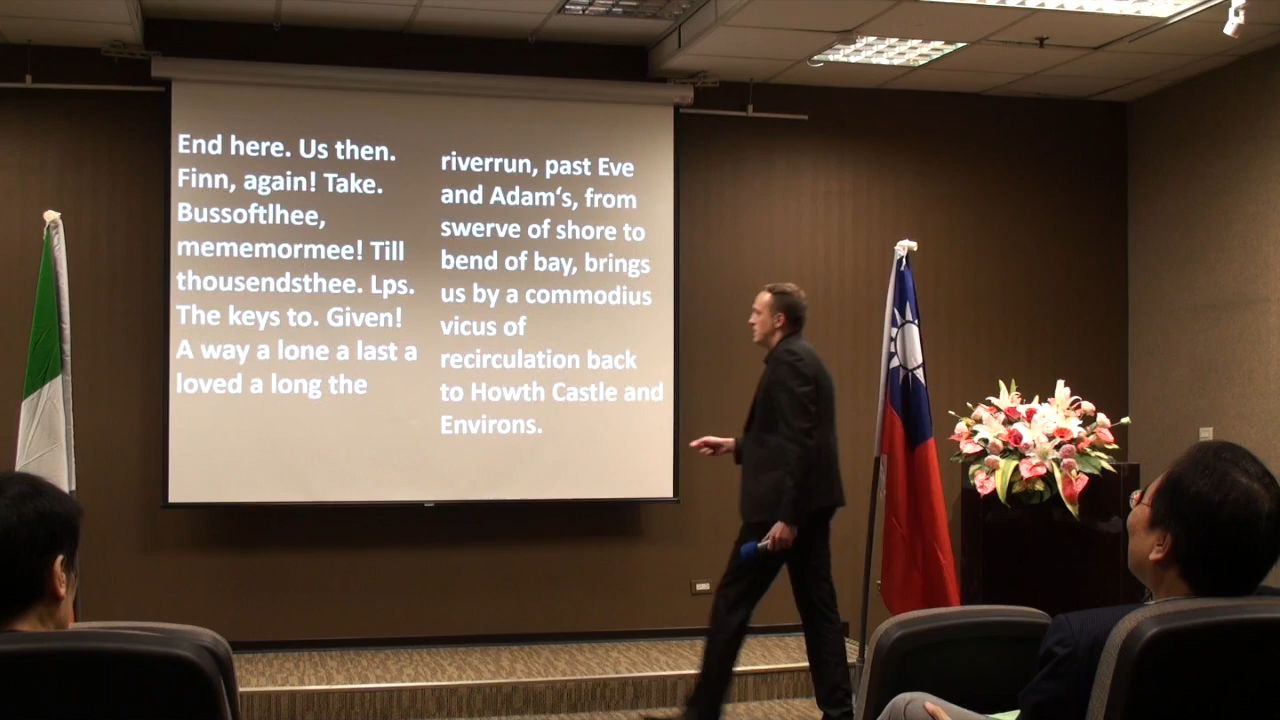 End here. Us then.
Finn, again! Take.
Bussoftlhee,
mememormee! Till
thousendsthee. Lps.
The keys to. Given!
A way a lone a last a
loved a long the
riverrun, past Eve
and Adam‘s, from
swerve of shore to
bend of bay, brings
us by a commodius
vicus of
recirculation back
to Howth Castle and
Environs.